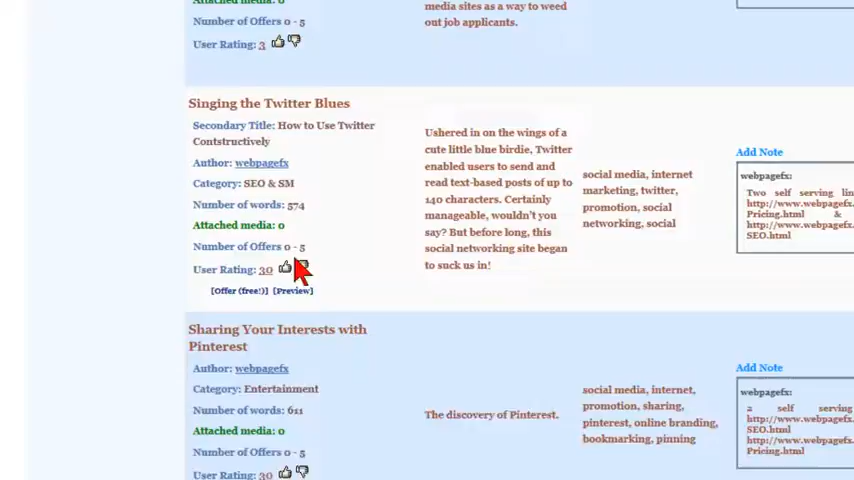 Attached media: 0
Number of Offers 0 - 5
User Rating: 3
media sites as a way to weed
out job applicants.
Singing the Twitter Blues
Secondary Title: How to Use Twitter
Contstructively
Author: webpagefx
Category: SEO & SM
Number of words: 574
Attached media: 0
Number of Offers 0 - 5
User Rating: 30
[Offer (free!)] [Preview]
Ushered in on the wings of a
cute little blue birdie, Twitter
enabled users to send and
read text-based posts of up to
140 characters. Certainly
manageable, wouldn't you
say? But before long, this
social networking site began
to suck us in!
social media, internet
marketing, twitter,
promotion, social
networking, social
Add Note
webpagefx:
Two self serving lin
http://www.webpagefx.
Pricing.html &
http://www.webpagefx.
SEO.html
Sharing Your Interests with
Pinterest
Author: webpagefx
Category: Entertainment
Number of words: 611
Attached media: 0
Number of Offers 0 - 5
User Rating: 30
The discovery of Pinterest.
social media, internet,
promotion, sharing,
pinterest, online branding,
bookmarking, pinning
Add Note
webpagefx:
a self serving
http://www.webpagefx.
SEO.html
http://www.webpagefx.
Pricing.html